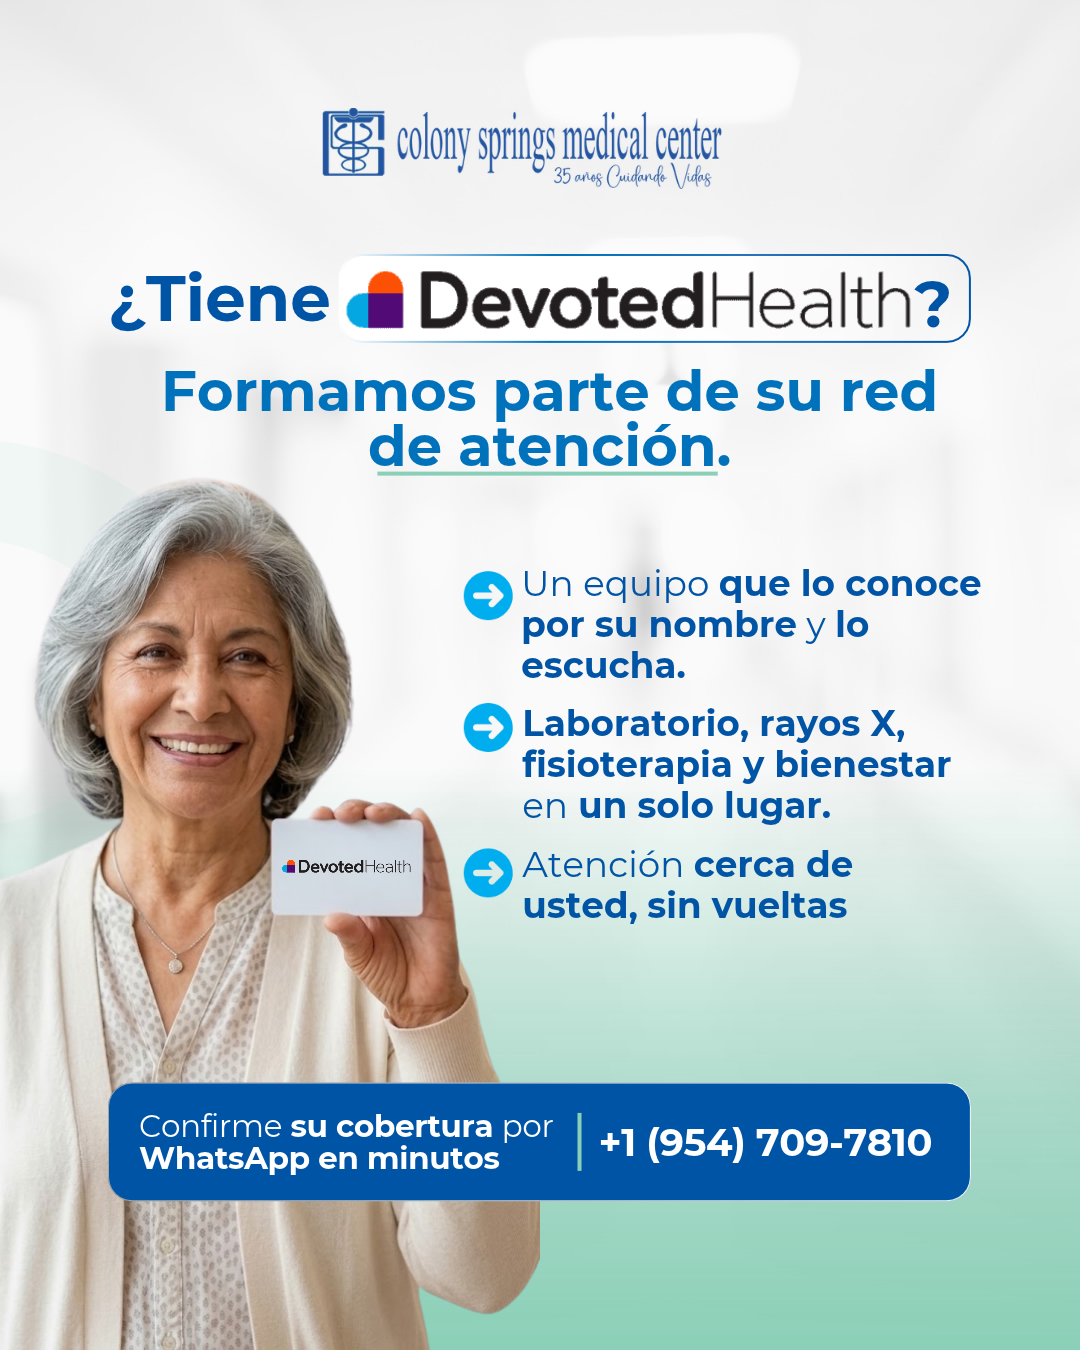 colony springs medical center
35 años Cuidando Vidas
¿Tiene DevotedHealth?
Formamos parte de su red
de atención.
Un equipo que lo conoce
por su nombre y lo
escucha.
Laboratorio, rayos X,
fisioterapia y bienestar
en un solo lugar.
Atención cerca de
usted, sin vueltas
DevotedHealth
Confirme su cobertura por
WhatsApp en minutos
+1 (954) 709-7810